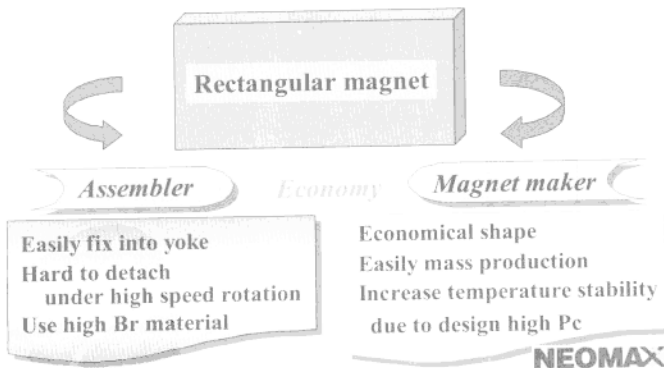 Rectangular magnet
Assembler
Economy
Magnet maker
Easily fix into yoke
Hard to detach
under high speed rotation
Use high Br material
Economical shape
Easily mass production
Increase temperature stability
due to design high Pc
NEOMAX